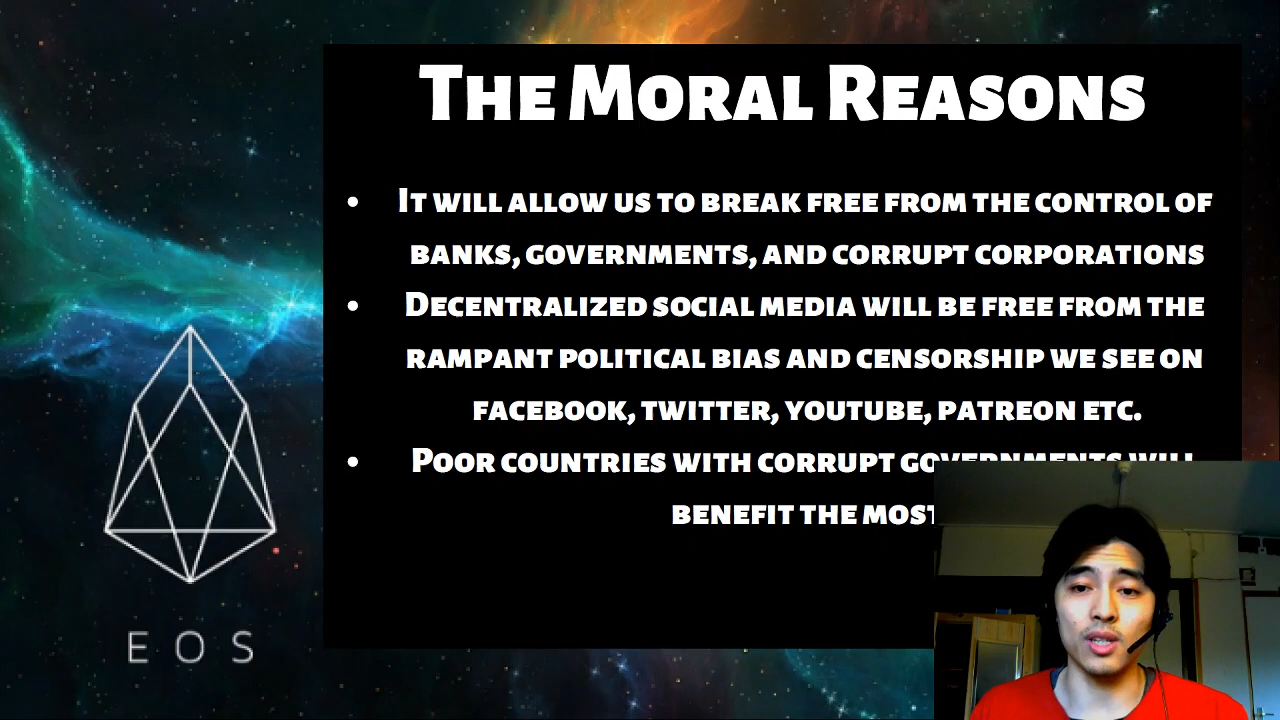 The Moral Reasons
• It will allow us to break free from the control of
banks, governments, and corrupt corporations
• Decentralized social media will be free from the
rampant political bias and censorship we see on
facebook, twitter, youtube, patreon etc.
• Poor countries with corrupt governments will
benefit the most
EOS